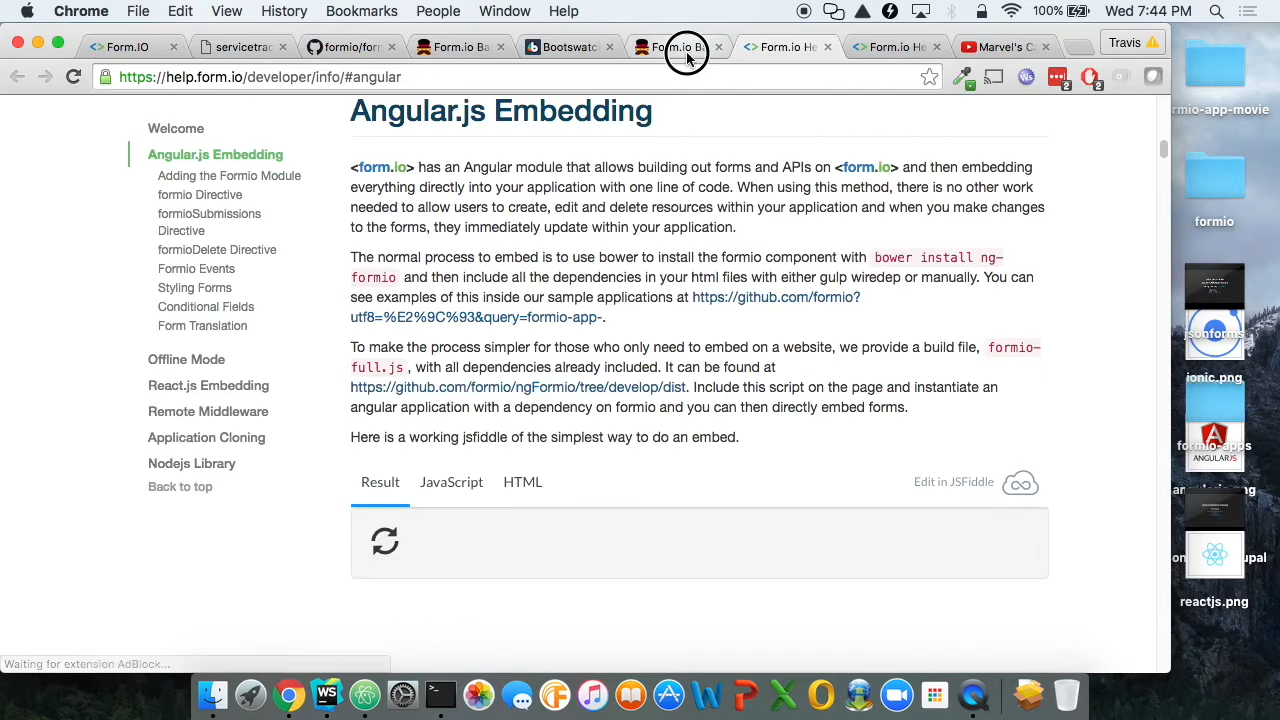 Chrome File Edit View History Bookmarks People Window Help 100% Wed 7:44 PM
Form.IO servicetrac formio/for Form.io Ba Bootswatc Form.io Ba Form.io He Form.io He Marvel's C Travis
https://help.form.io/developer/info/#angular
2 2
rmio-app-movie
formio
jsonforms
ionic.png
formio-apps
ANGULARJS
reactjs.png
Welcome
Angular.js Embedding
Adding the Formio Module
formio Directive
formioSubmissions
Directive
formioDelete Directive
Formio Events
Styling Forms
Conditional Fields
Form Translation
Offline Mode
React.js Embedding
Remote Middleware
Application Cloning
Nodejs Library
Back to top
Angular.js Embedding
<form.io> has an Angular module that allows building out forms and APIs on <form.io> and then embedding
everything directly into your application with one line of code. When using this method, there is no other work
needed to allow users to create, edit and delete resources within your application and when you make changes
to the forms, they immediately update within your application.
The normal process to embed is to use bower to install the formio component with bower install ng-
formio and then include all the dependencies in your html files with either gulp wiredep or manually. You can
see examples of this inside our sample applications at https://github.com/formio?
utf8=%E2%9C%93&query=formio-app-.
To make the process simpler for those who only need to embed on a website, we provide a build file, formio-
full.js, with all dependencies already included. It can be found at
https://github.com/formio/ngFormio/tree/develop/dist. Include this script on the page and instantiate an
angular application with a dependency on formio and you can then directly embed forms.
Here is a working jsfiddle of the simplest way to do an embed.
Result JavaScript HTML Edit in JSFiddle
Waiting for extension AdBlock...